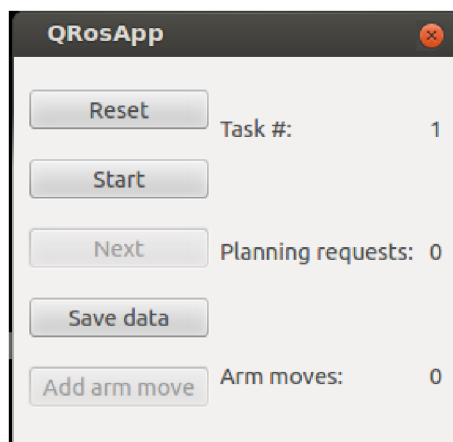 QRosApp
Reset
Task #: 1
Start
Next
Planning requests: 0
Save data
Add arm move
Arm moves: 0